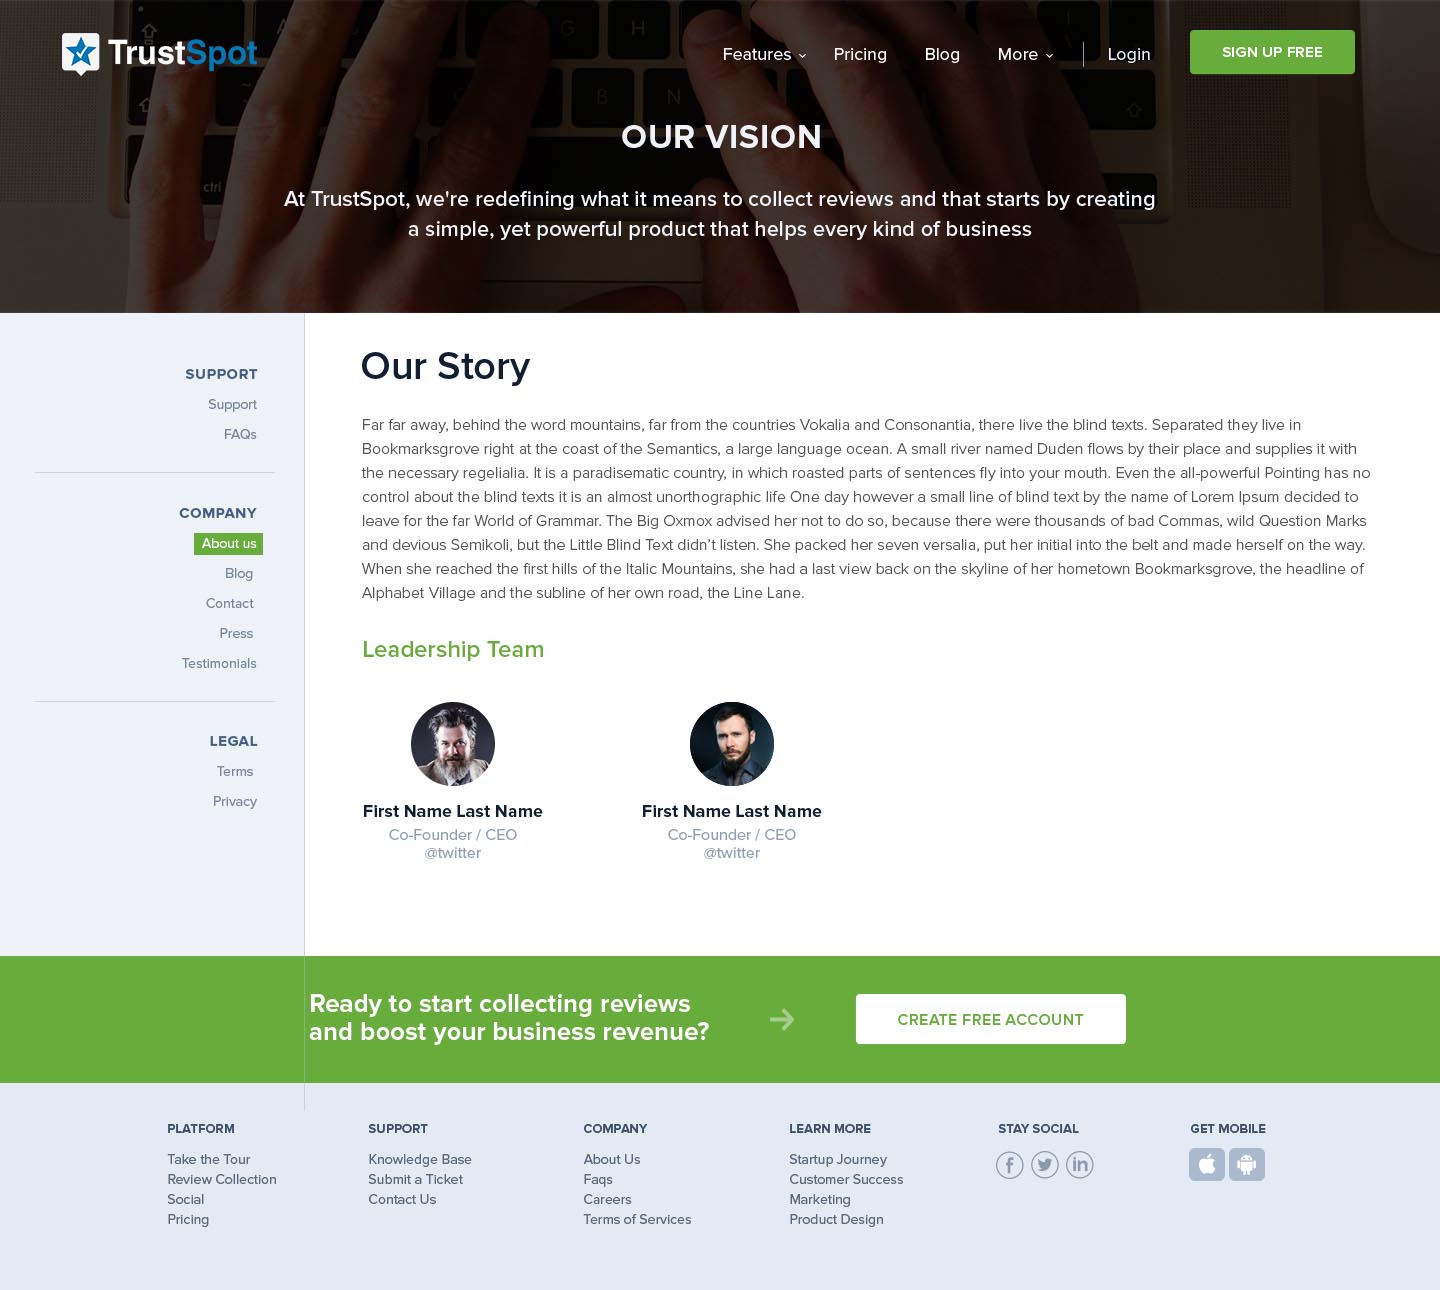 TrustSpot
Features
Pricing
Blog
More
Login
SIGN UP FREE
OUR VISION
At TrustSpot, we're redefining what it means to collect reviews and that starts by creating
a simple, yet powerful product that helps every kind of business
ctrl
G
H
B
N
SUPPORT
Support
FAQs
COMPANY
About us
Blog
Contact
Press
Testimonials
LEGAL
Terms
Privacy
Our Story
Far far away, behind the word mountains, far from the countries Vokalia and Consonantia, there live the blind texts. Separated they live in
Bookmarksgrove right at the coast of the Semantics, a large language ocean. A small river named Duden flows by their place and supplies it with
the necessary regelialia. It is a paradisematic country, in which roasted parts of sentences fly into your mouth. Even the all-powerful Pointing has no
control about the blind texts it is an almost unorthographic life One day however a small line of blind text by the name of Lorem Ipsum decided to
leave for the far World of Grammar. The Big Oxmox advised her not to do so, because there were thousands of bad Commas, wild Question Marks
and devious Semikoli, but the Little Blind Text didn’t listen. She packed her seven versalia, put her initial into the belt and made herself on the way.
When she reached the first hills of the Italic Mountains, she had a last view back on the skyline of her hometown Bookmarksgrove, the headline of
Alphabet Village and the subline of her own road, the Line Lane.
Leadership Team
First Name Last Name
Co-Founder / CEO
@twitter
First Name Last Name
Co-Founder / CEO
@twitter
Ready to start collecting reviews
and boost your business revenue?
CREATE FREE ACCOUNT
PLATFORM
Take the Tour
Review Collection
Social
Pricing
SUPPORT
Knowledge Base
Submit a Ticket
Contact Us
COMPANY
About Us
Faqs
Careers
Terms of Services
LEARN MORE
Startup Journey
Customer Success
Marketing
Product Design
STAY SOCIAL
GET MOBILE